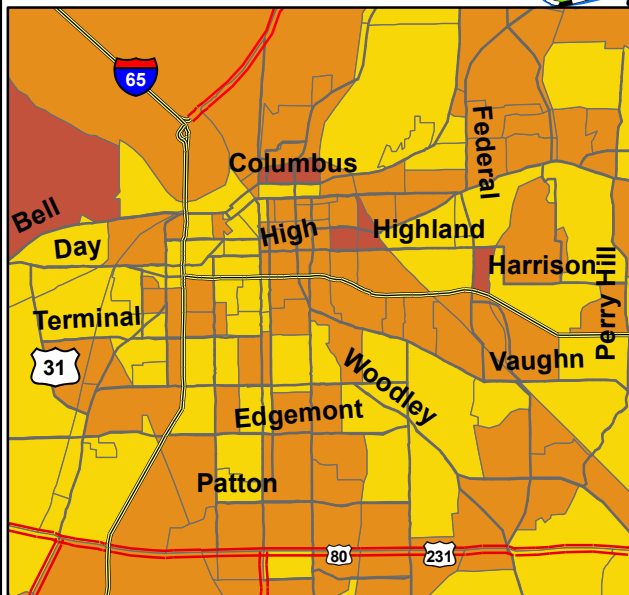 65
Federal
Columbus
Bell
High
Highland
Day
Harrison
Perry Hill
Terminal
31
Vaughn
Woodley
Edgemont
Patton
80
231